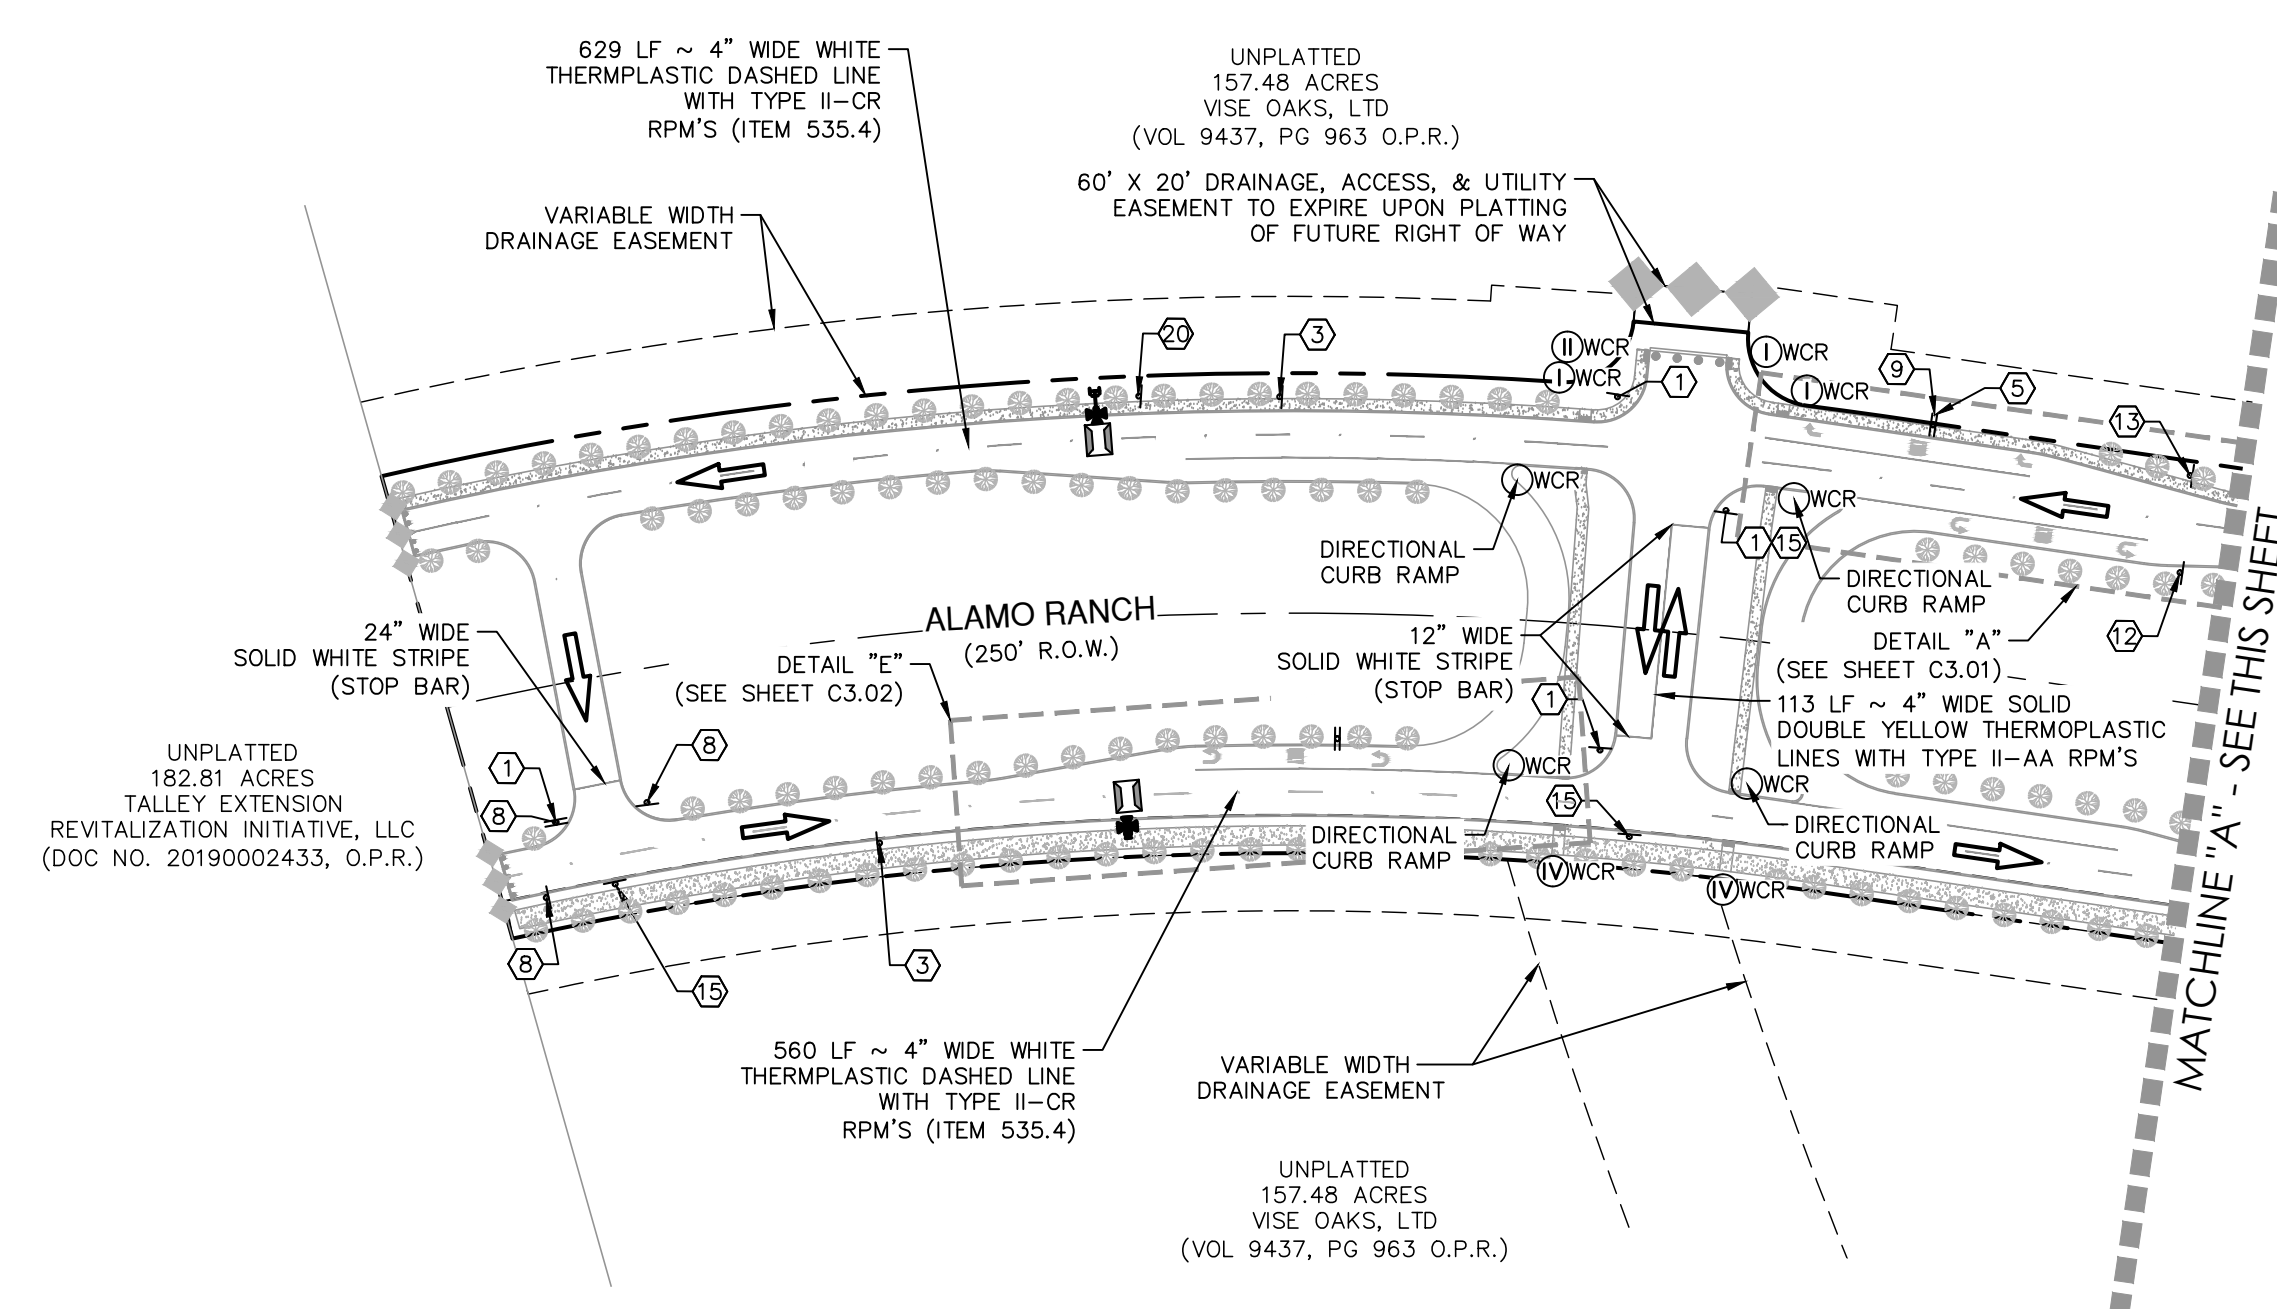 629 LF ~ 4" WIDE WHITE
THERMPLASTIC DASHED LINE
WITH TYPE II-CR
RPM'S (ITEM 535.4)
UNPLATTED
157.48 ACRES
VISE OAKS, LTD
(VOL 9437, PG 963 O.P.R.)
60' X 20' DRAINAGE, ACCESS, & UTILITY
EASEMENT TO EXPIRE UPON PLATTING
OF FUTURE RIGHT OF WAY
VARIABLE WIDTH
DRAINAGE EASEMENT
20
3
II WCR
I WCR
1
I WCR
I WCR
9
5
13
WCR
WCR
DIRECTIONAL
CURB RAMP
1
15
DIRECTIONAL
CURB RAMP
ALAMO RANCH
(250' R.O.W.)
24" WIDE
SOLID WHITE STRIPE
(STOP BAR)
DETAIL "E"
(SEE SHEET C3.02)
12" WIDE
SOLID WHITE STRIPE
(STOP BAR)
DETAIL "A"
(SEE SHEET C3.01)
12
1
113 LF ~ 4" WIDE SOLID
DOUBLE YELLOW THERMOPLASTIC
LINES WITH TYPE II-AA RPM'S
UNPLATTED
182.81 ACRES
TALLEY EXTENSION
REVITALIZATION INITIATIVE, LLC
(DOC NO. 20190002433, O.P.R.)
1
8
8
WCR
WCR
15
DIRECTIONAL
CURB RAMP
DIRECTIONAL
CURB RAMP
IV WCR
IV WCR
8
15
3
560 LF ~ 4" WIDE WHITE
THERMPLASTIC DASHED LINE
WITH TYPE II-CR
RPM'S (ITEM 535.4)
VARIABLE WIDTH
DRAINAGE EASEMENT
UNPLATTED
157.48 ACRES
VISE OAKS, LTD
(VOL 9437, PG 963 O.P.R.)
MATCHLINE "A" - SEE THIS SHEET